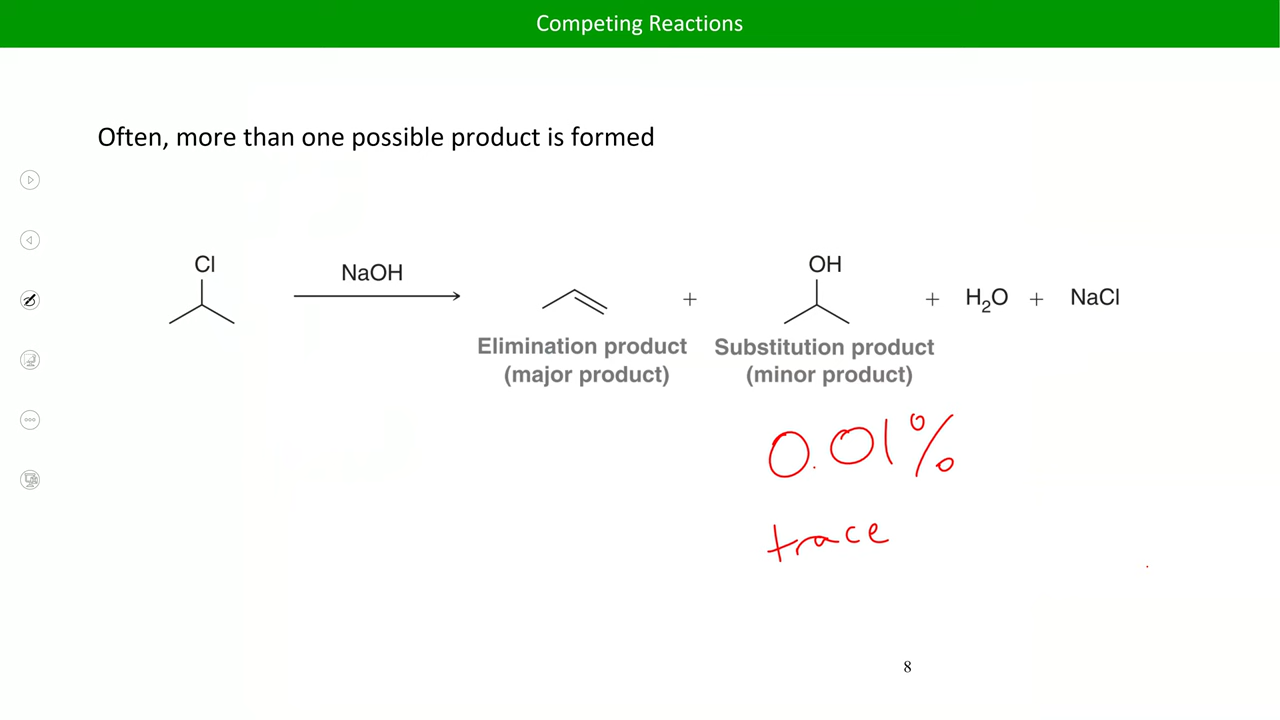 Competing Reactions
Often, more than one possible product is formed
Cl
NaOH
OH
+
+ H₂O + NaCl
Elimination product
(major product)
Substitution product
(minor product)
0.01%
trace
8